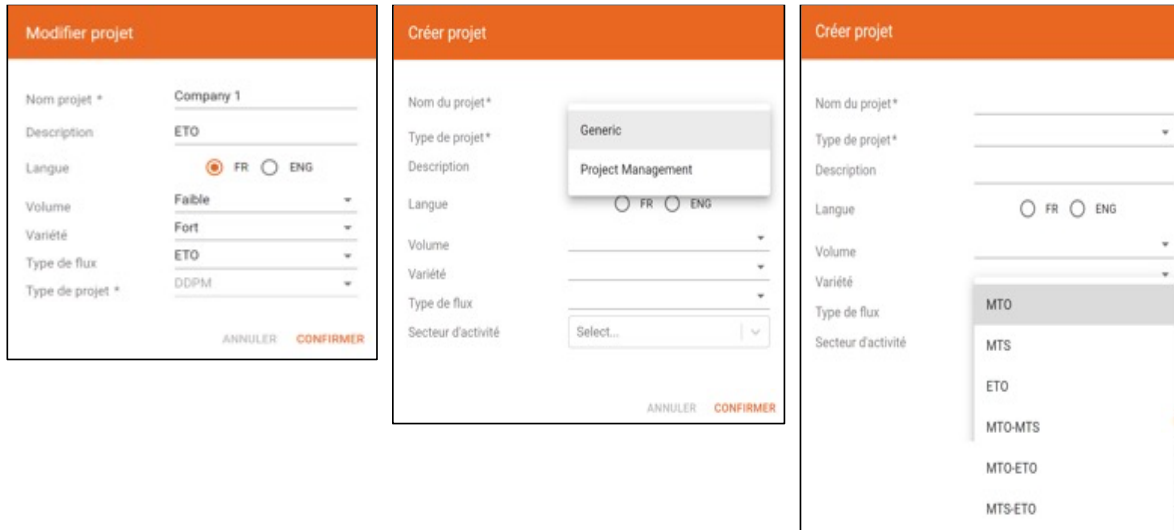 Modifier projet
Nom projet * Company 1
Description ETO
Langue FR ENG
Volume Faible
Variété Fort
Type de flux ETO
Type de projet * DDPM
ANNULER CONFIRMER
Créer projet
Nom du projet*
Type de projet* Generic
Description Project Management
Langue FR ENG
Volume
Variété
Type de flux
Secteur d'activité Select...
ANNULER CONFIRMER
Créer projet
Nom du projet*
Type de projet*
Description
Langue FR ENG
Volume
Variété
Type de flux MTO
Secteur d'activité MTS
ETO
MTO-MTS
MTO-ETO
MTS-ETO